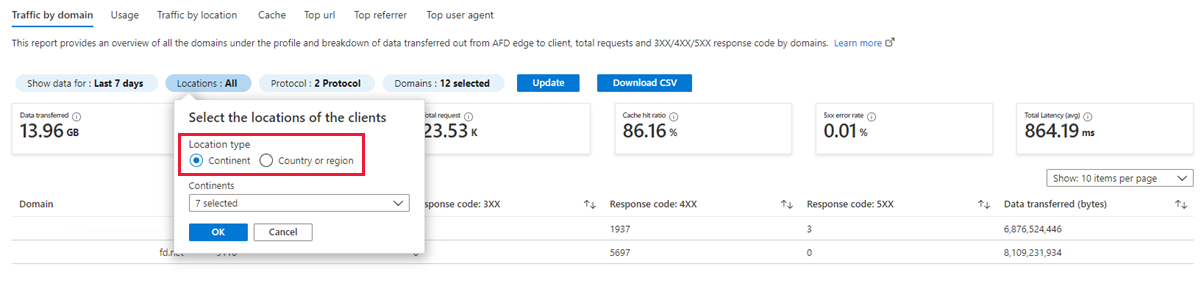 Traffic by domain Usage Traffic by location Cache Top url Top referrer Top user agent
This report provides an overview of all the domains under the profile and breakdown of data transferred out from AFD edge to client, total requests and 3XX/4XX/5XX response code by domains. Learn more
Show data for : Last 7 days Locations : All Protocol : 2 Protocol Domains : 12 selected Update Download CSV
Data transferred
13.96 GB
Total request
23.53 K
Cache hit ratio
86.16 %
5xx error rate
0.01 %
Total Latency (avg)
864.19 ms
Select the locations of the clients
Location type
Continent Country or region
Continents
7 selected
OK Cancel
Show: 10 items per page
Domain Response code: 3XX Response code: 4XX Response code: 5XX Data transferred (bytes)
1937 3 6,876,524,446
fd.net 5697 0 8,109,231,934